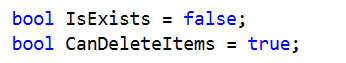 bool IsExists = false;
bool CanDeleteItems = true;